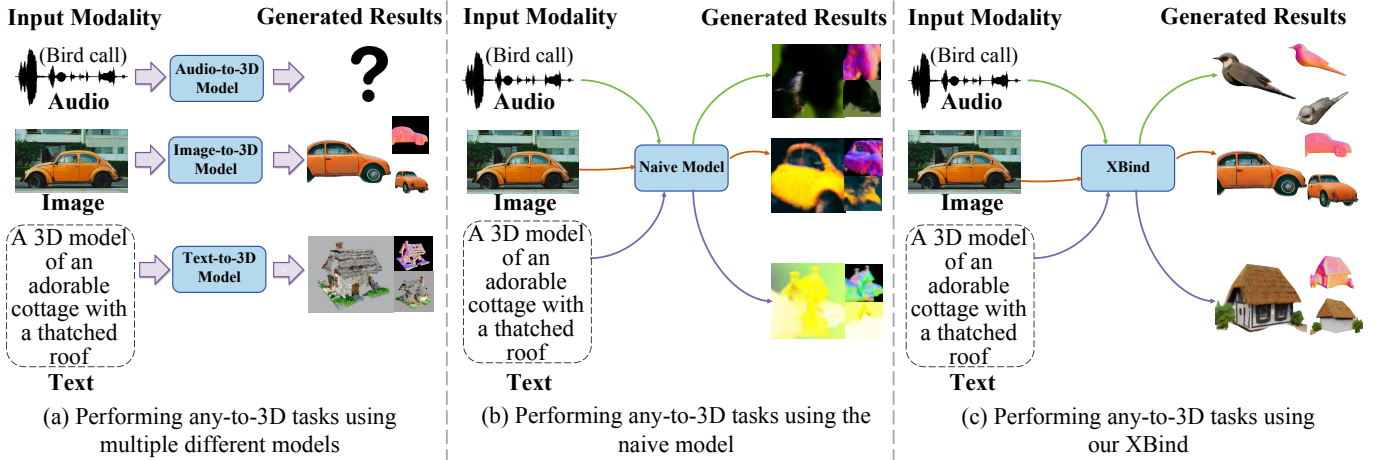 Input Modality
Generated Results
(Bird call)
Audio
Audio-to-3D
Model
?
Image-to-3D
Model
Image
A 3D model
of an
adorable
cottage with
a thatched
roof
Text-to-3D
Model
Text
(a) Performing any-to-3D tasks using
multiple different models
Input Modality
Generated Results
(Bird call)
Audio
Naive Model
Image
A 3D model
of an
adorable
cottage with
a thatched
roof
Text
(b) Performing any-to-3D tasks using the
naive model
Input Modality
Generated Results
(Bird call)
Audio
XBind
Image
A 3D model
of an
adorable
cottage with
a thatched
roof
Text
(c) Performing any-to-3D tasks using
our XBind